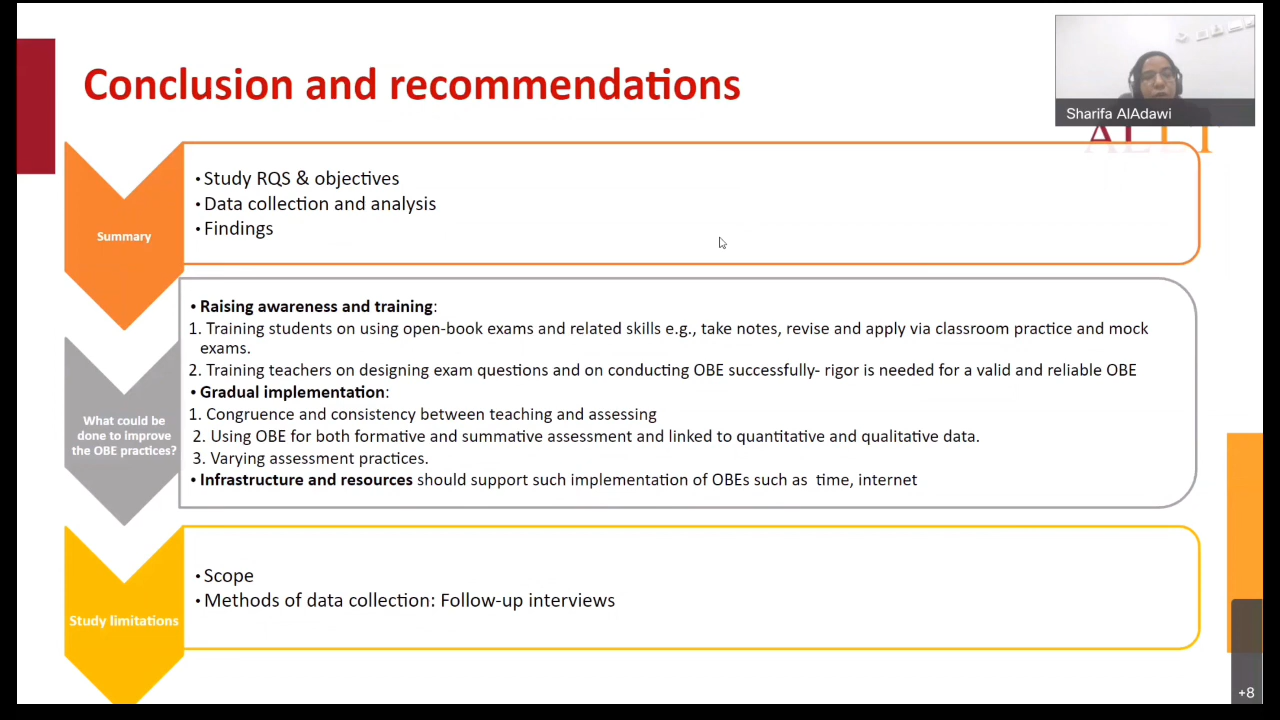 Conclusion and recommendations
Sharifa AlAdawi
Summary
• Study RQS & objectives
• Data collection and analysis
• Findings
What could be
done to improve
the OBE practices?
• Raising awareness and training:
1. Training students on using open-book exams and related skills e.g., take notes, revise and apply via classroom practice and mock
exams.
2. Training teachers on designing exam questions and on conducting OBE successfully- rigor is needed for a valid and reliable OBE
• Gradual implementation:
1. Congruence and consistency between teaching and assessing
2. Using OBE for both formative and summative assessment and linked to quantitative and qualitative data.
3. Varying assessment practices.
• Infrastructure and resources should support such implementation of OBEs such as  time, internet
Study limitations
• Scope
• Methods of data collection: Follow-up interviews
+8